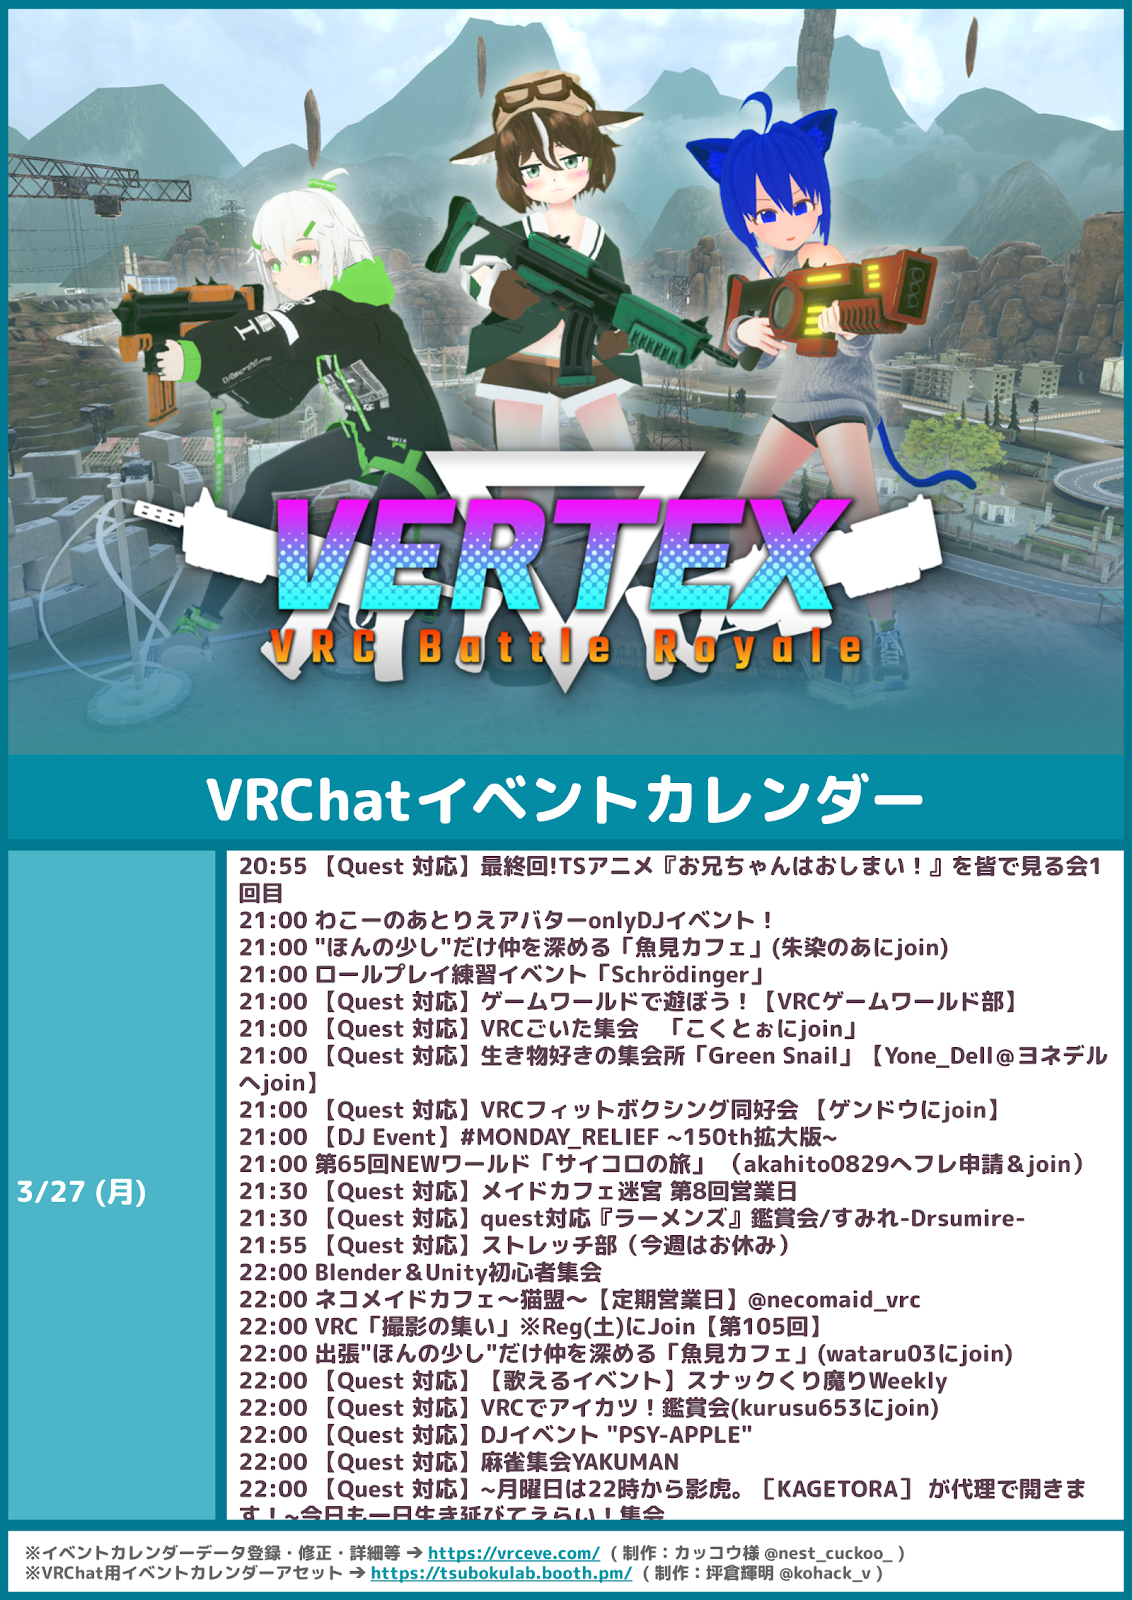 VERTEX
VRC Battle Royale
VRChatイベントカレンダー
3/27 (月)
20:55 【Quest 対応】最終回!TSアニメ『お兄ちゃんはおしまい！』を皆で見る会1
回目
21:00 わこーのあとりえアバターonlyDJイベント！
21:00 "ほんの少し"だけ仲を深める「魚見カフェ」(朱染のあにjoin)
21:00 ロールプレイ練習イベント「Schrödinger」
21:00 【Quest 対応】ゲームワールドで遊ぼう！【VRCゲームワールド部】
21:00 【Quest 対応】VRCごいた集会　「こくとぉにjoin」
21:00 【Quest 対応】生き物好きの集会所「Green Snail」【Yone_Dell@ヨネデル
へjoin】
21:00 【Quest 対応】VRCフィットボクシング同好会 【ゲンドウにjoin】
21:00 【DJ Event】#MONDAY_RELIEF ~150th拡大版~
21:00 第65回NEWワールド「サイコロの旅」（akahito0829へフレ申請＆join）
21:30 【Quest 対応】メイドカフェ迷宮 第8回営業日
21:30 【Quest 対応】quest対応『ラーメンズ』鑑賞会/すみれ-Drsumire-
21:55 【Quest 対応】ストレッチ部（今週はお休み）
22:00 Blender＆Unity初心者集会
22:00 ネコメイドカフェ～猫盟～【定期営業日】@necomaid_vrc
22:00 VRC「撮影の集い」※Reg(土)にJoin【第105回】
22:00 出張"ほんの少し"だけ仲を深める「魚見カフェ」(wataru03にjoin)
22:00 【Quest 対応】【歌えるイベント】スナックくり魔りWeekly
22:00 【Quest 対応】VRCでアイカツ！鑑賞会(kurusu653にjoin)
22:00 【Quest 対応】DJイベント "PSY-APPLE"
22:00 【Quest 対応】麻雀集会YAKUMAN
22:00 【Quest 対応】~月曜日は22時から影虎。［KAGETORA］ が代理で開きま
す！~今日も一日生き延びてえらい！集会
※イベントカレンダーデータ登録・修正・詳細等 ➔ https://vrceve.com/ ( 制作：カッコウ様 @nest_cuckoo_ )
※VRChat用イベントカレンダーアセット ➔ https://tsubokulab.booth.pm/ ( 制作：坪倉輝明 @kohack_v )